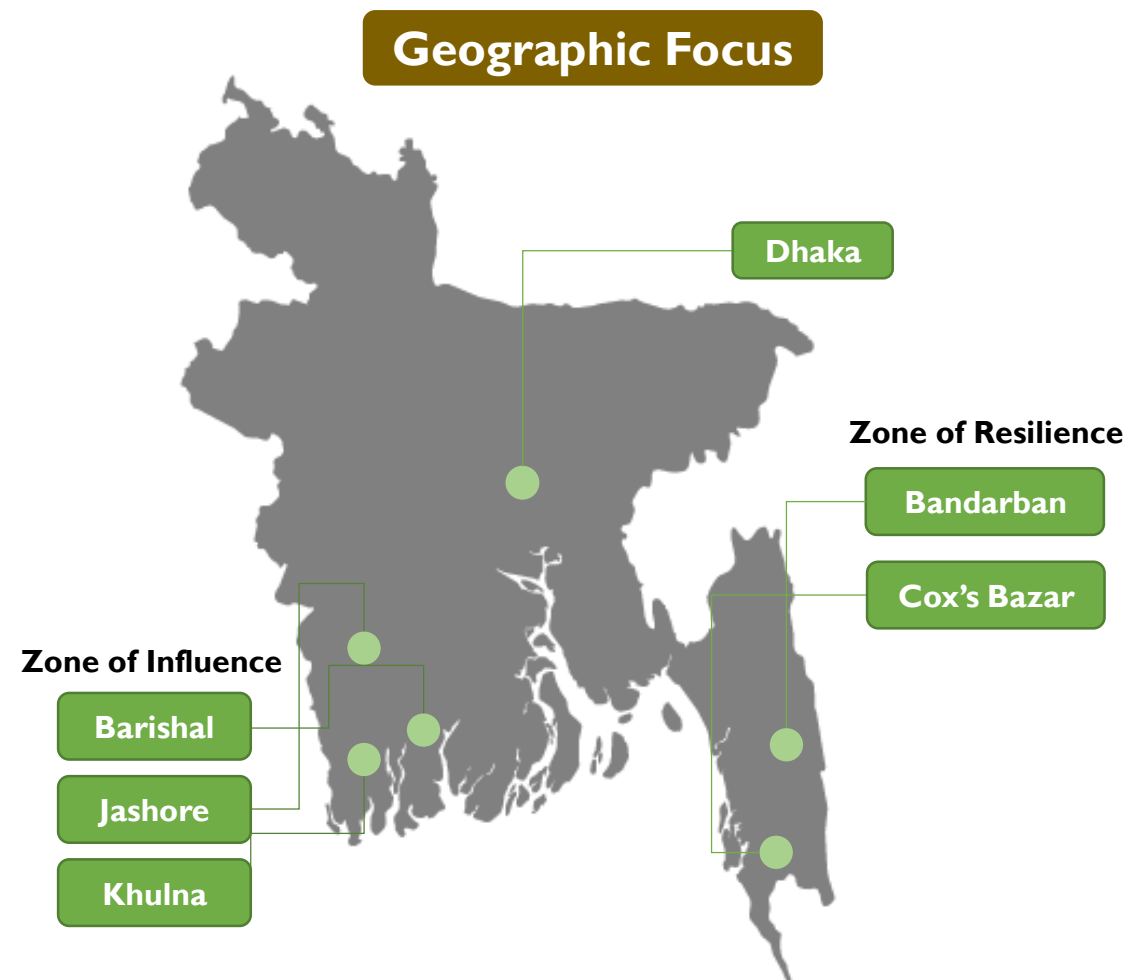 Geographic Focus
Dhaka
Zone of Resilience
Bandarban
Cox's Bazar
Zone of Influence
Barishal
Jashore
Khulna